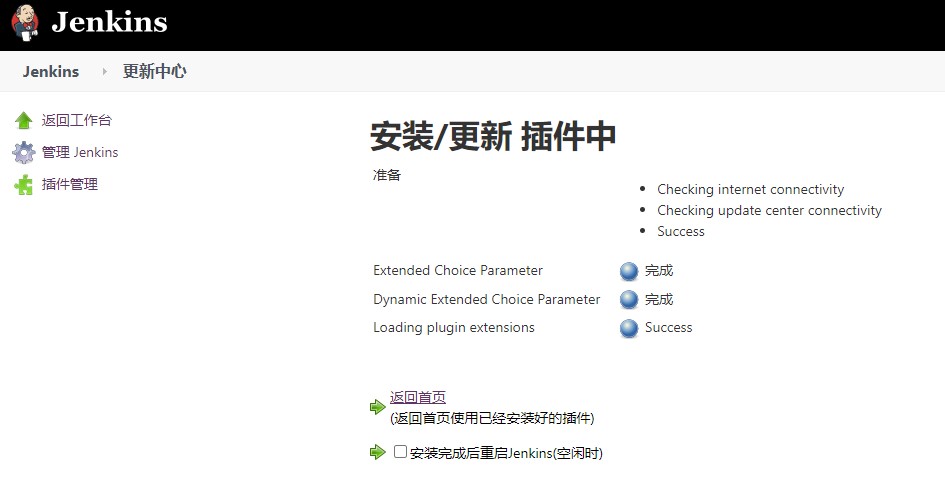 Jenkins
Jenkins 更新中心
返回工作台
管理 Jenkins
插件管理
安装/更新 插件中
准备
Checking internet connectivity
Checking update center connectivity
Success
Extended Choice Parameter 完成
Dynamic Extended Choice Parameter 完成
Loading plugin extensions Success
返回首页
(返回首页使用已经安装好的插件)
安装完成后重启Jenkins(空闲时)